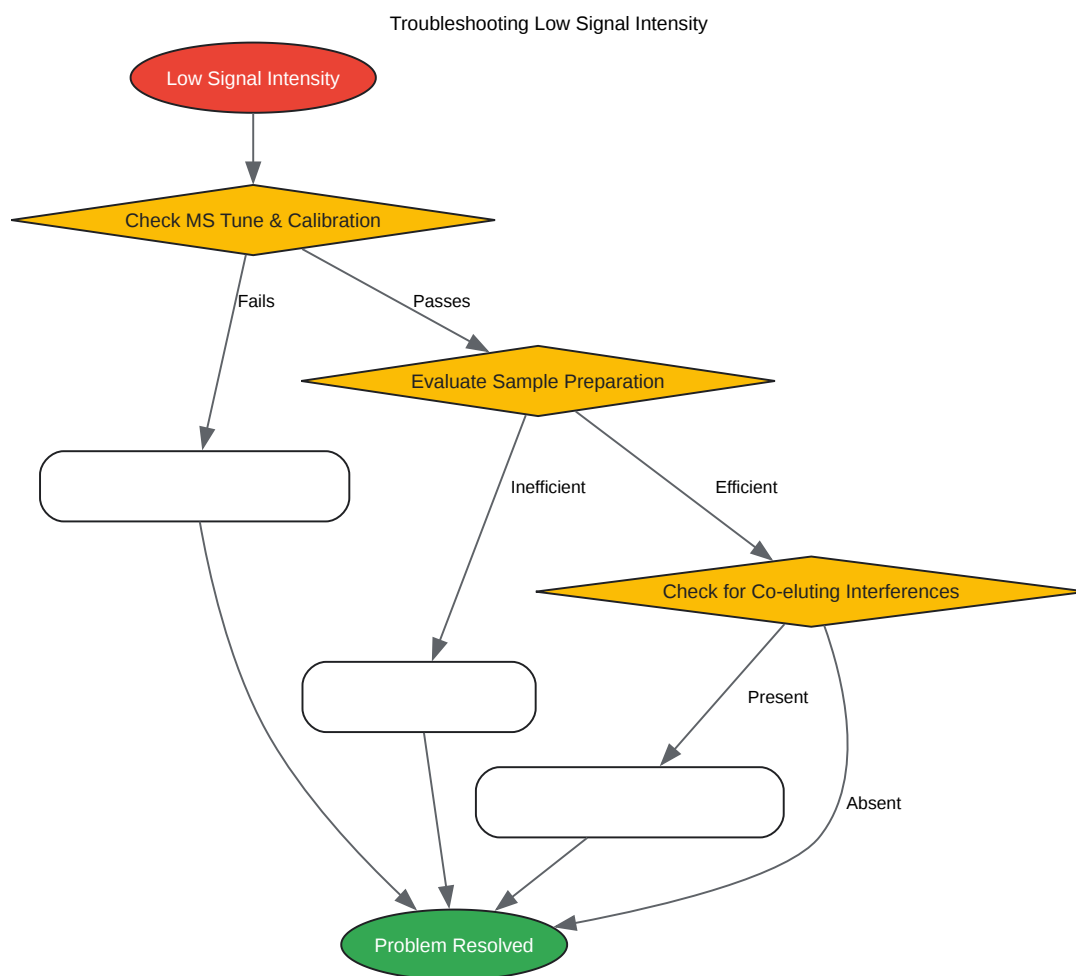 Troubleshooting Low Signal Intensity
Low Signal Intensity
Check MS Tune & Calibration
Fails
Passes
Evaluate Sample Preparation
Inefficient
Efficient
Check for Co-eluting Interferences
Present
Absent
Problem Resolved